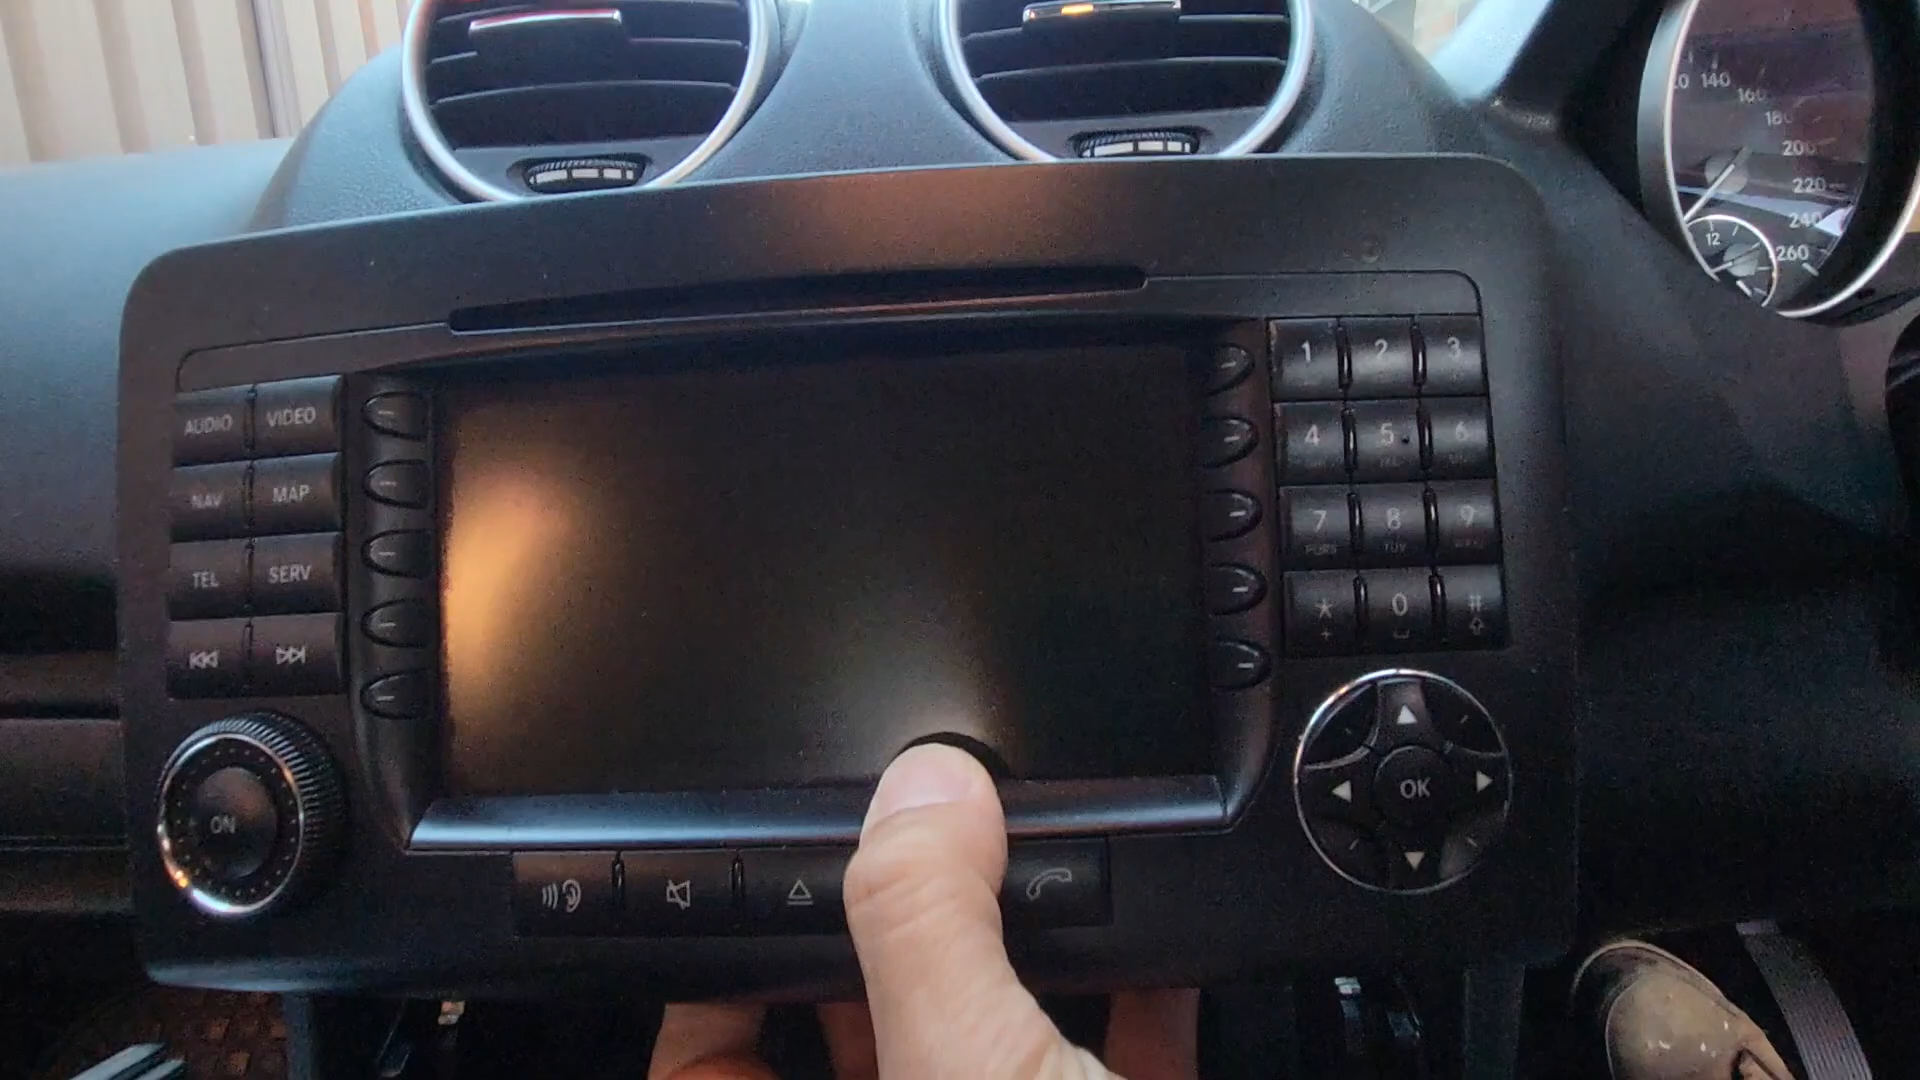 140
160
180
200
220
240
260
12
AUDIO VIDEO
NAV MAP
TEL SERV
ON
1 2 3
4 5 6
7 8 9
PQRS TUV WXYZ
* 0 #
+
OK